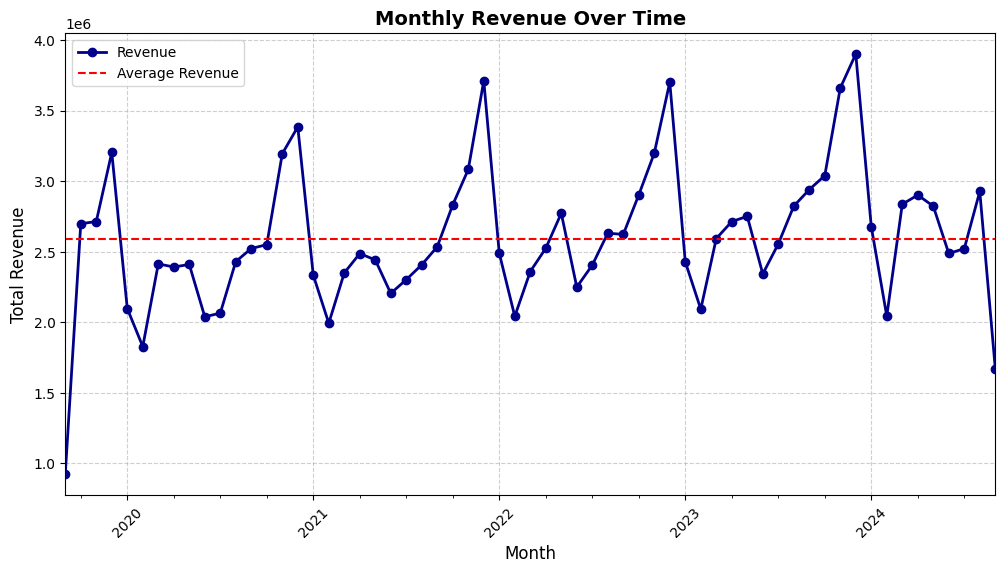 Monthly Revenue Over Time
1e6
Revenue
Average Revenue
4.0
3.5
3.0
2.5
2.0
1.5
1.0
Total Revenue
2020
2021
2022
2023
2024
Month